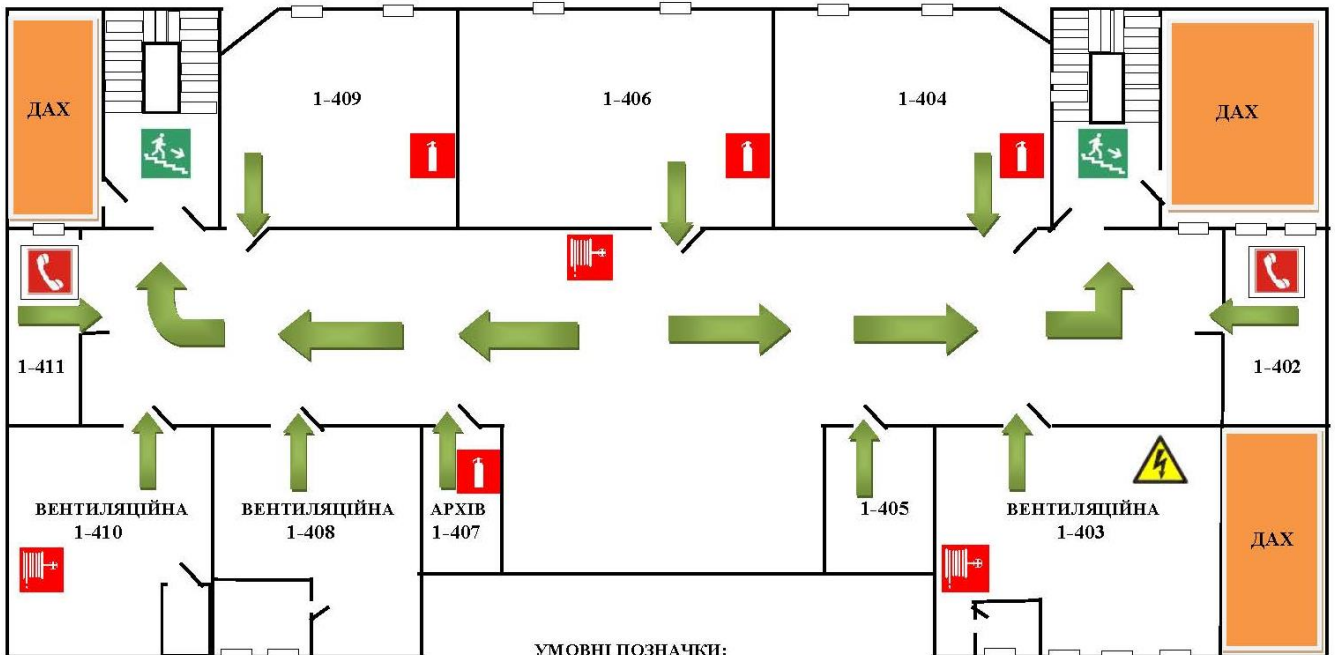 ДАХ
1-409
1-406
1-404
ДАХ
1-411
1-402
ВЕНТИЛЯЦІЙНА
1-410
ВЕНТИЛЯЦІЙНА
1-408
АРХІВ
1-407
1-405
ВЕНТИЛЯЦІЙНА
1-403
ДАХ
УМОВНІ ПОЗНАЧКИ: